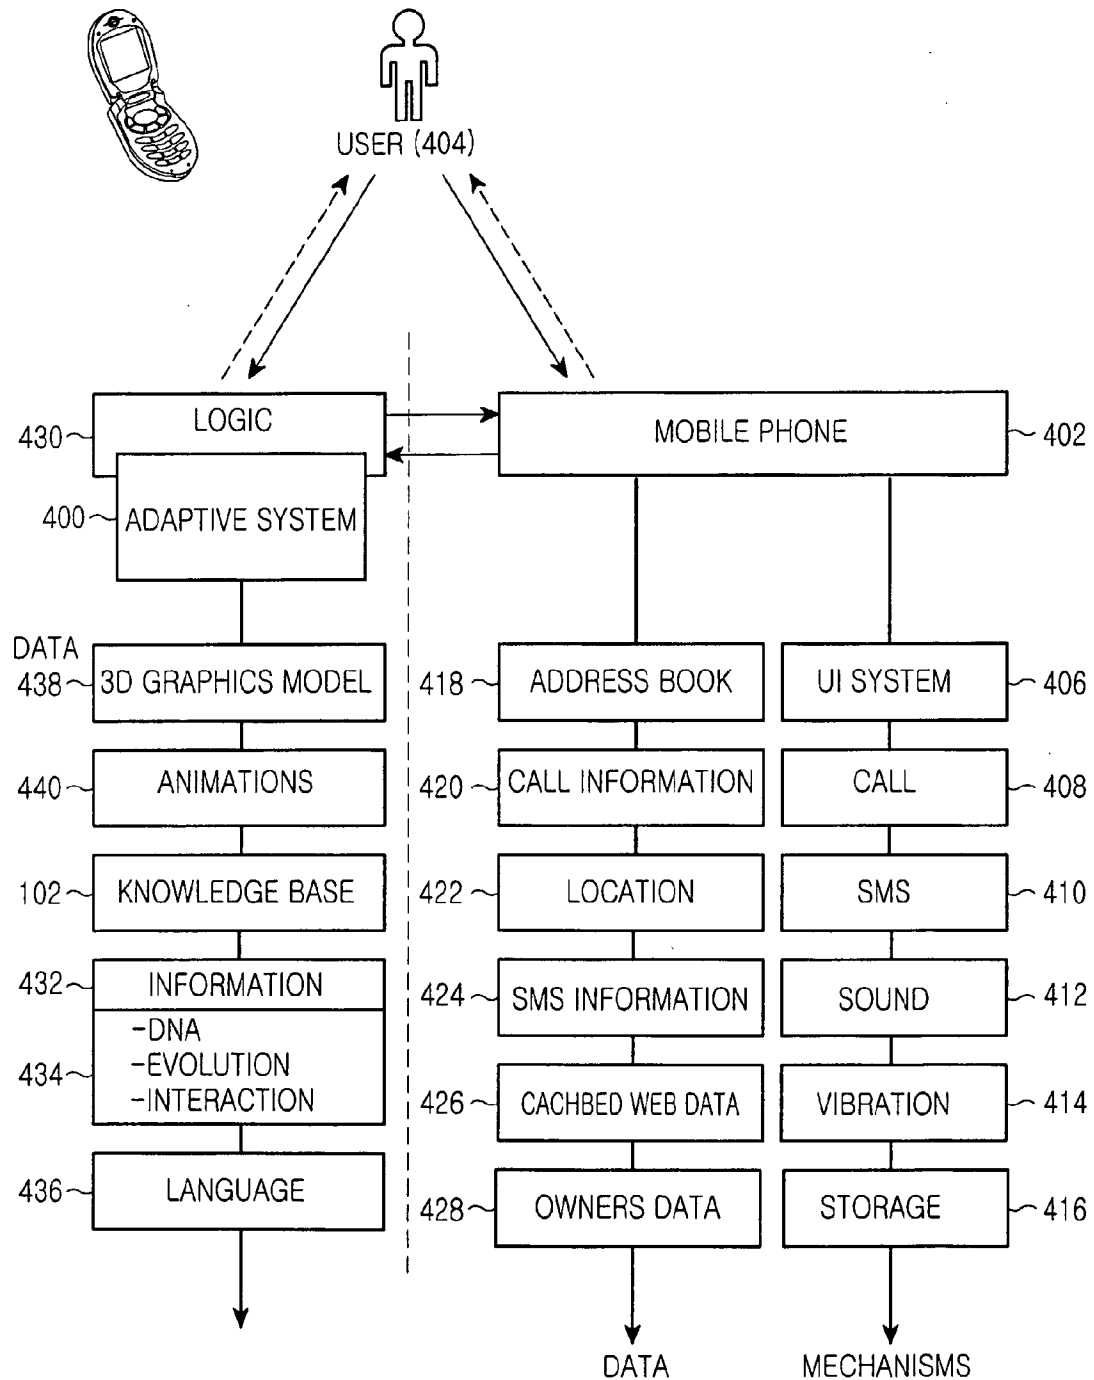 USER (404)
LOGIC
430
MOBILE PHONE
402
400
ADAPTIVE SYSTEM
DATA
438
3D GRAPHICS MODEL
418
ADDRESS BOOK
UI SYSTEM
406
440
ANIMATIONS
420
CALL INFORMATION
CALL
408
102
KNOWLEDGE BASE
422
LOCATION
SMS
410
432
INFORMATION
424
SMS INFORMATION
SOUND
412
434
-DNA
-EVOLUTION
-INTERACTION
426
CACHBED WEB DATA
VIBRATION
414
436
LANGUAGE
428
OWNERS DATA
STORAGE
416
DATA
MECHANISMS